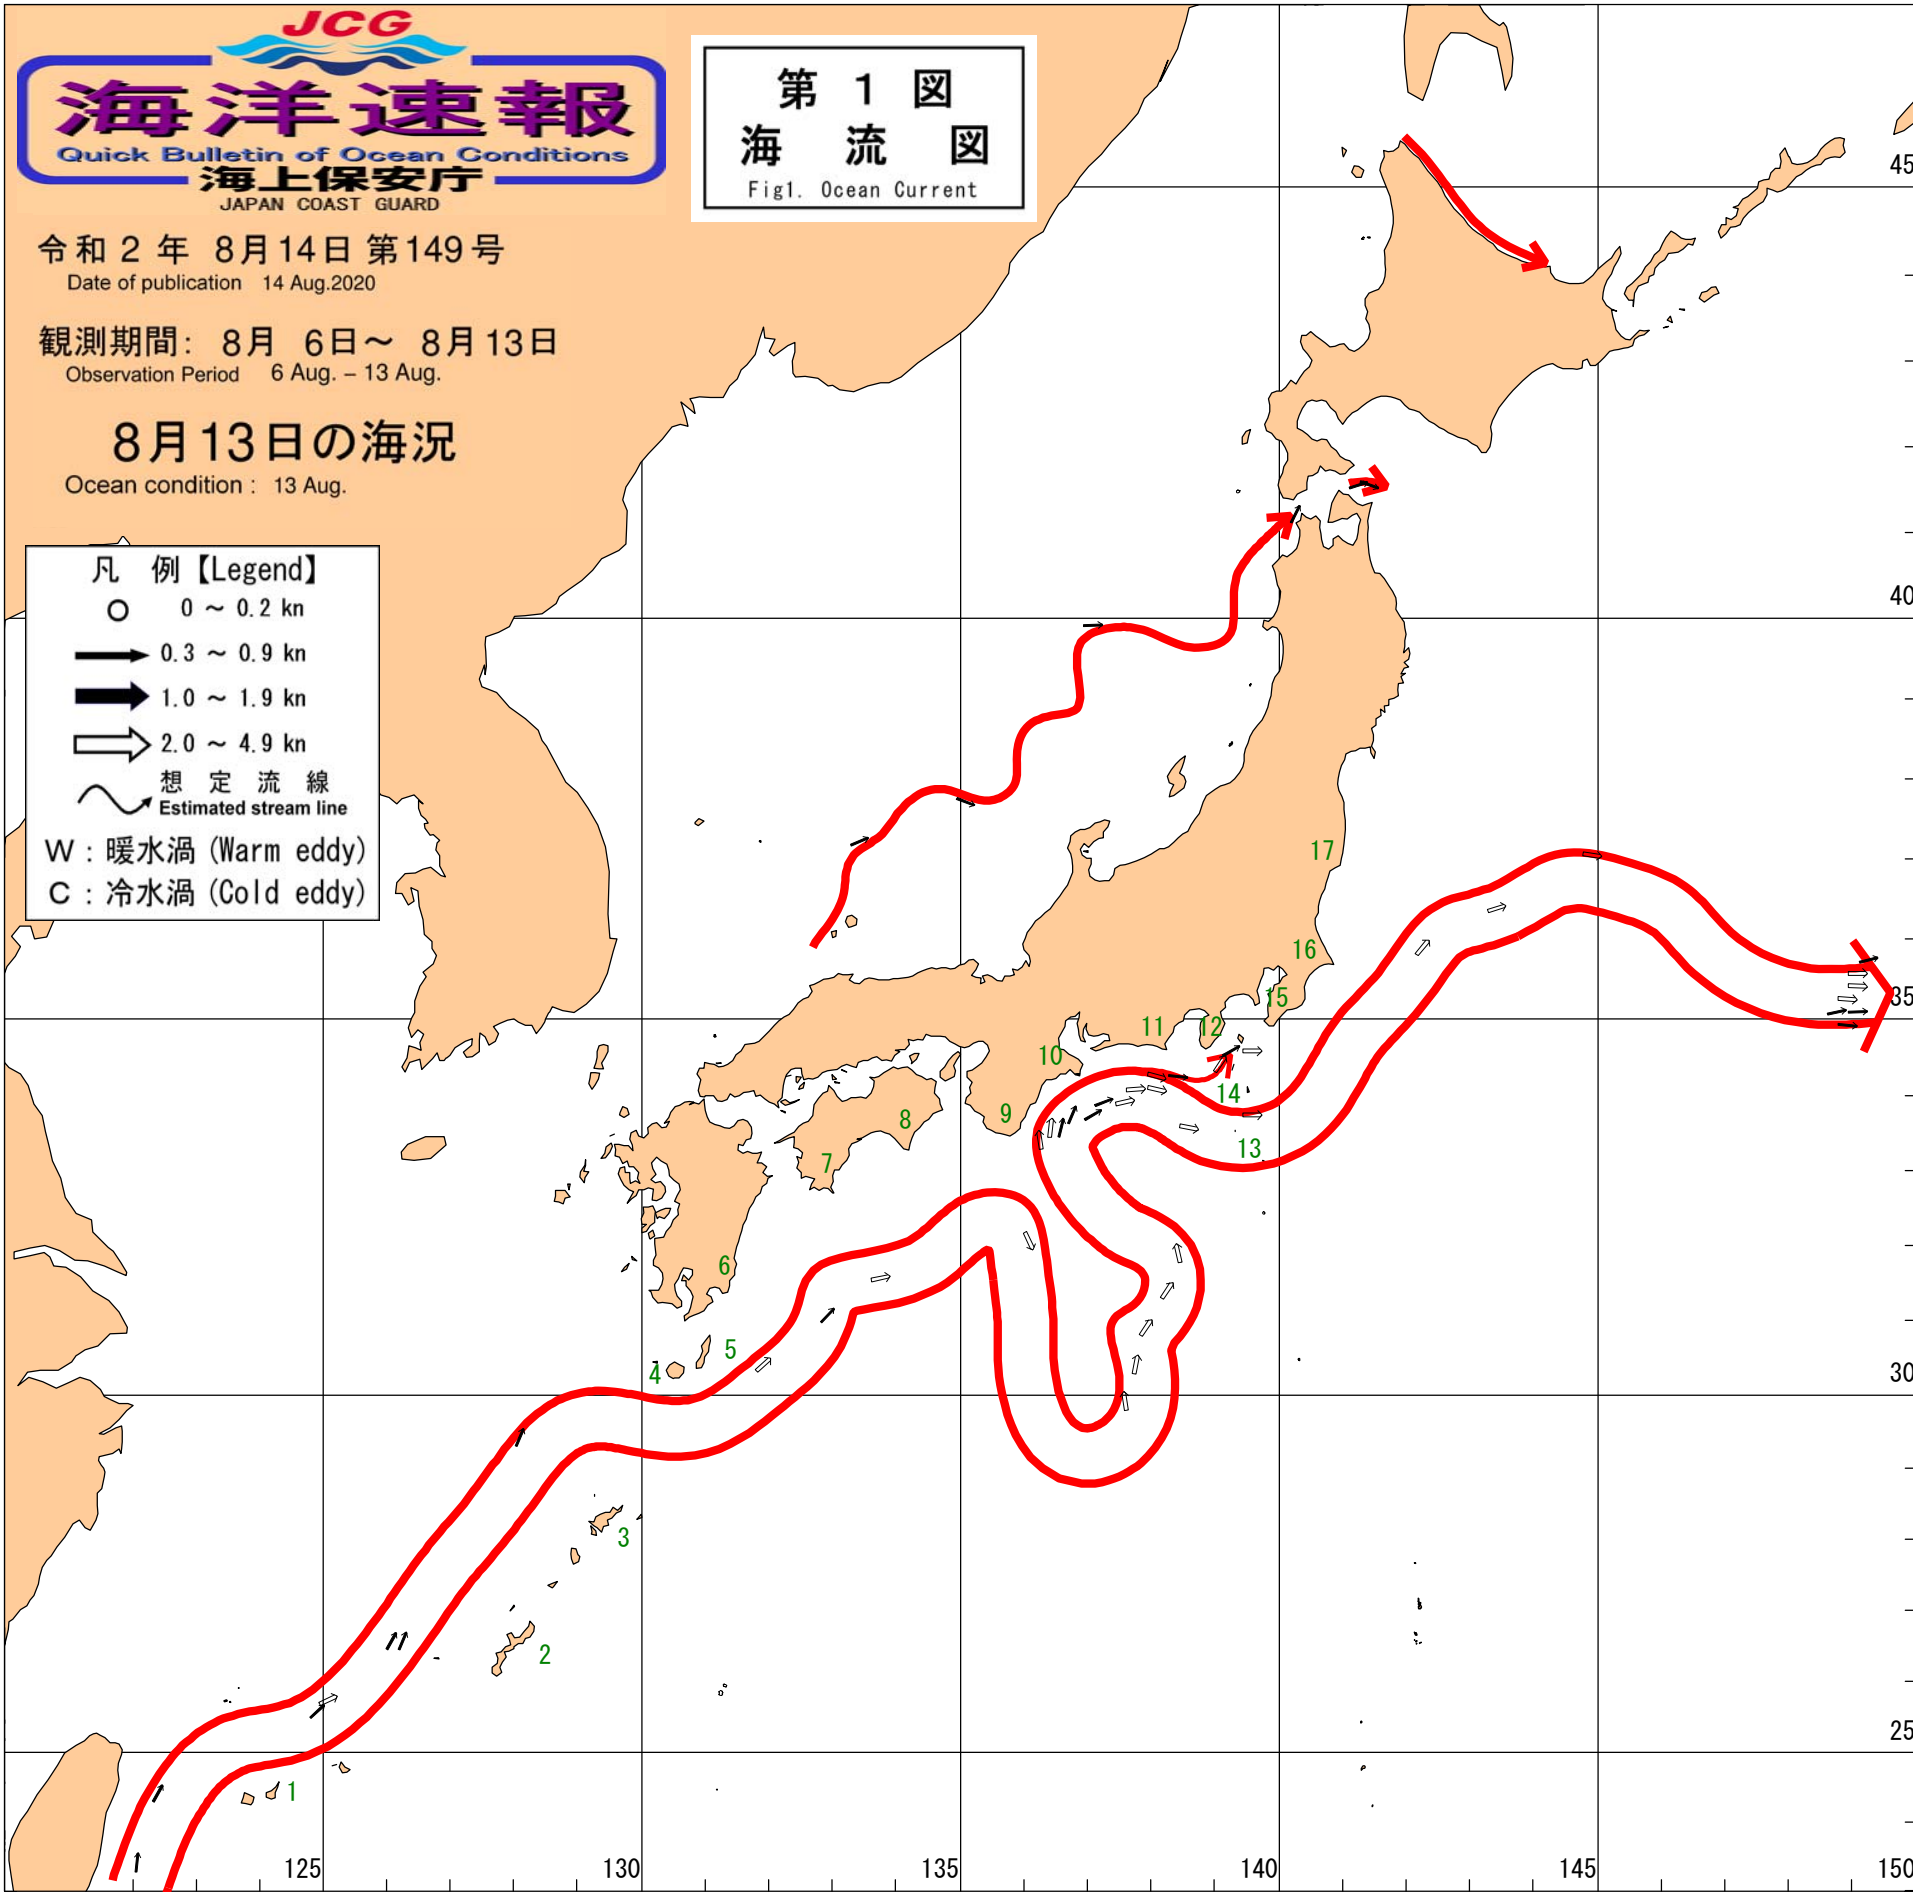 JCG
海洋速報
Quick Bulletin of Ocean Conditions
海上保安庁
JAPAN COAST GUARD
第 1 図
海 流 図
Fig1. Ocean Current
令和 2 年 8月14日 第149号
Date of publication 14 Aug.2020
観測期間: 8月 6日～ 8月13日
Observation Period 6 Aug. – 13 Aug.
8月13日の海況
Ocean condition : 13 Aug.
凡 例【Legend】
0 ～ 0.2 kn
0.3 ～ 0.9 kn
1.0 ～ 1.9 kn
2.0 ～ 4.9 kn
想 定 流 線
Estimated stream line
W : 暖水渦 (Warm eddy)
C : 冷水渦 (Cold eddy)
45
40
17
16
15
35
11
12
10
14
9
8
13
7
6
5
4
30
3
2
25
1
125
130
135
140
145
150